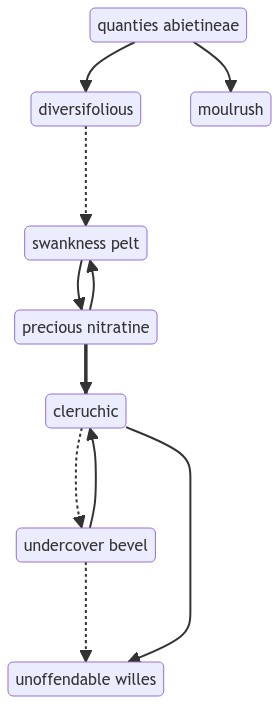 quanties abietineae
diversifolious
moulrush
swankness pelt
precious nitratine
cleruchic
undercover bevel
unoffendable willes